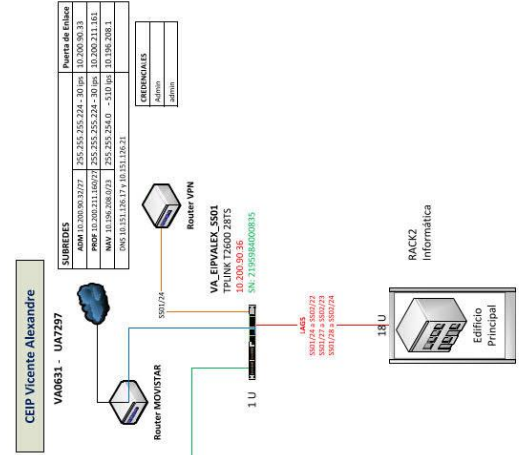 CEIP Vicente Alexandre
VA0631 - UA7297
SUBREDES
Puerta de Enlace
ADM 10.200.90.32/27 255.255.255.224 - 30 ips 10.200.90.33
PROF 10.200.211.160/27 255.255.255.224 - 30 ips 10.200.211.161
NAV 10.196.208.0/23 255.255.254.0 - 510 ips 10.196.208.1
DNS 10.151.126.17 y 10.151.126.21
CREDENCIALES
Admin
admin
Router MOVISTAR
SS01/24
Router VPN
1 U
VA_EIPVALEX_SS01
TPLINK T2600 28TS
10.200.90.36
SN: 2195984000835
LAGS
SS01/24 a SS02/22
SS01/27 a SS02/23
SS01/28 a SS02/24
18 U
RACK2
Informática
Edificio
Principal